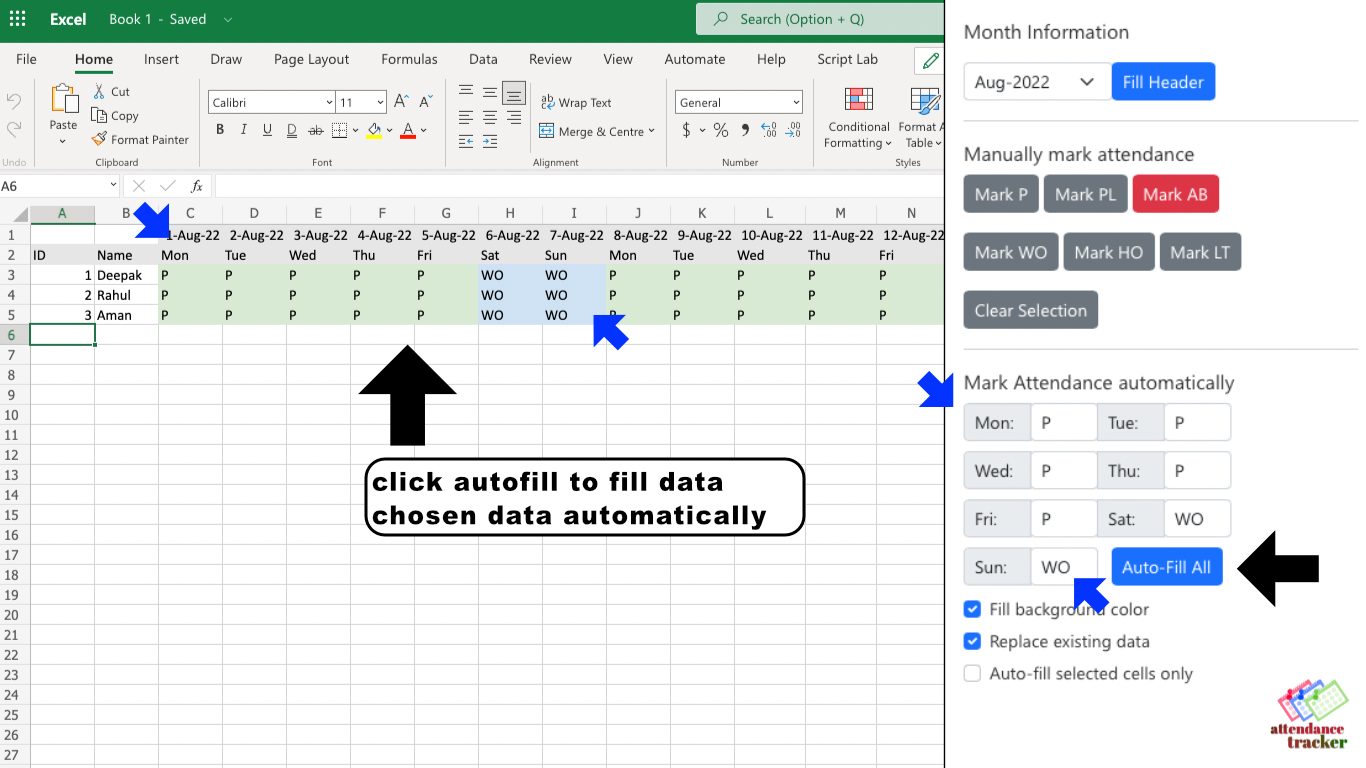 Excel Book 1 - Saved Search (Option + Q)
File Home Insert Draw Page Layout Formulas Data Review View Automate Help Script Lab
Undo
Paste
Cut
Copy
Format Painter
Clipboard
Calibri 11
B I U D ab A
Font
Wrap Text
Merge & Centre
Alignment
General
$ % 9 .00
Number
Conditional
Formatting
Format A
Table
Styles
A6 fx
A B C D E F G H I J K L M N
1 1-Aug-22 2-Aug-22 3-Aug-22 4-Aug-22 5-Aug-22 6-Aug-22 7-Aug-22 8-Aug-22 9-Aug-22 10-Aug-22 11-Aug-22 12-Aug-22
2 ID Name Mon Tue Wed Thu Fri Sat Sun Mon Tue Wed Thu Fri
3 1 Deepak P P P P P WO WO P P P P P
4 2 Rahul P P P P P WO WO P P P P P
5 3 Aman P P P P P WO WO P P P P P
6
7
8
9
10
11
12
13
14
15
16
17
18
19
20
21
22
23
24
25
26
27
click autofill to fill data
chosen data automatically
Month Information
Aug-2022 Fill Header
Manually mark attendance
Mark P Mark PL Mark AB
Mark WO Mark HO Mark LT
Clear Selection
Mark Attendance automatically
Mon: P Tue: P
Wed: P Thu: P
Fri: P Sat: WO
Sun: WO Auto-Fill All
Fill background color
Replace existing data
Auto-fill selected cells only
attendance
tracker